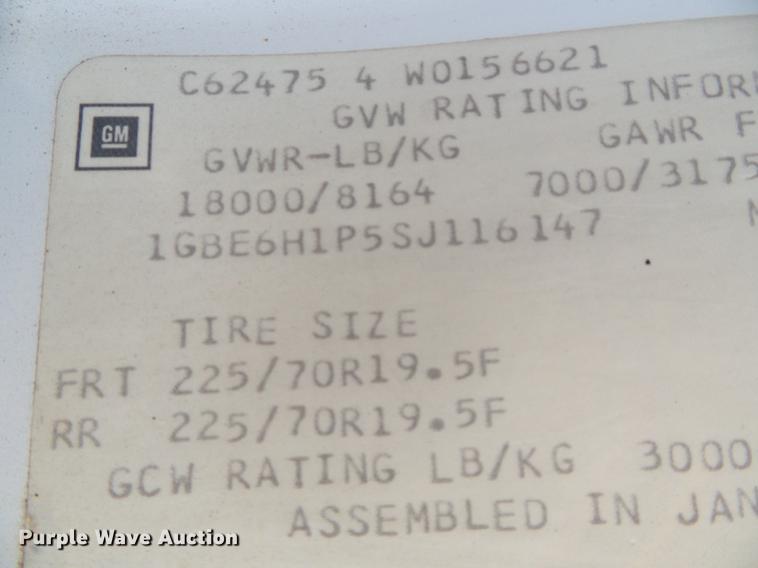 C62475 4 W0156621
GM
GVW RATING INFOR
GVWR-LB/KG GAWR F
18000/8164 7000/3175
1GBE6H1P5SJ116147
TIRE SIZE
FRT 225/70R19.5F
RR 225/70R19.5F
GCW RATING LB/KG 3000
ASSEMBLED IN JAN
Purple Wave Auction